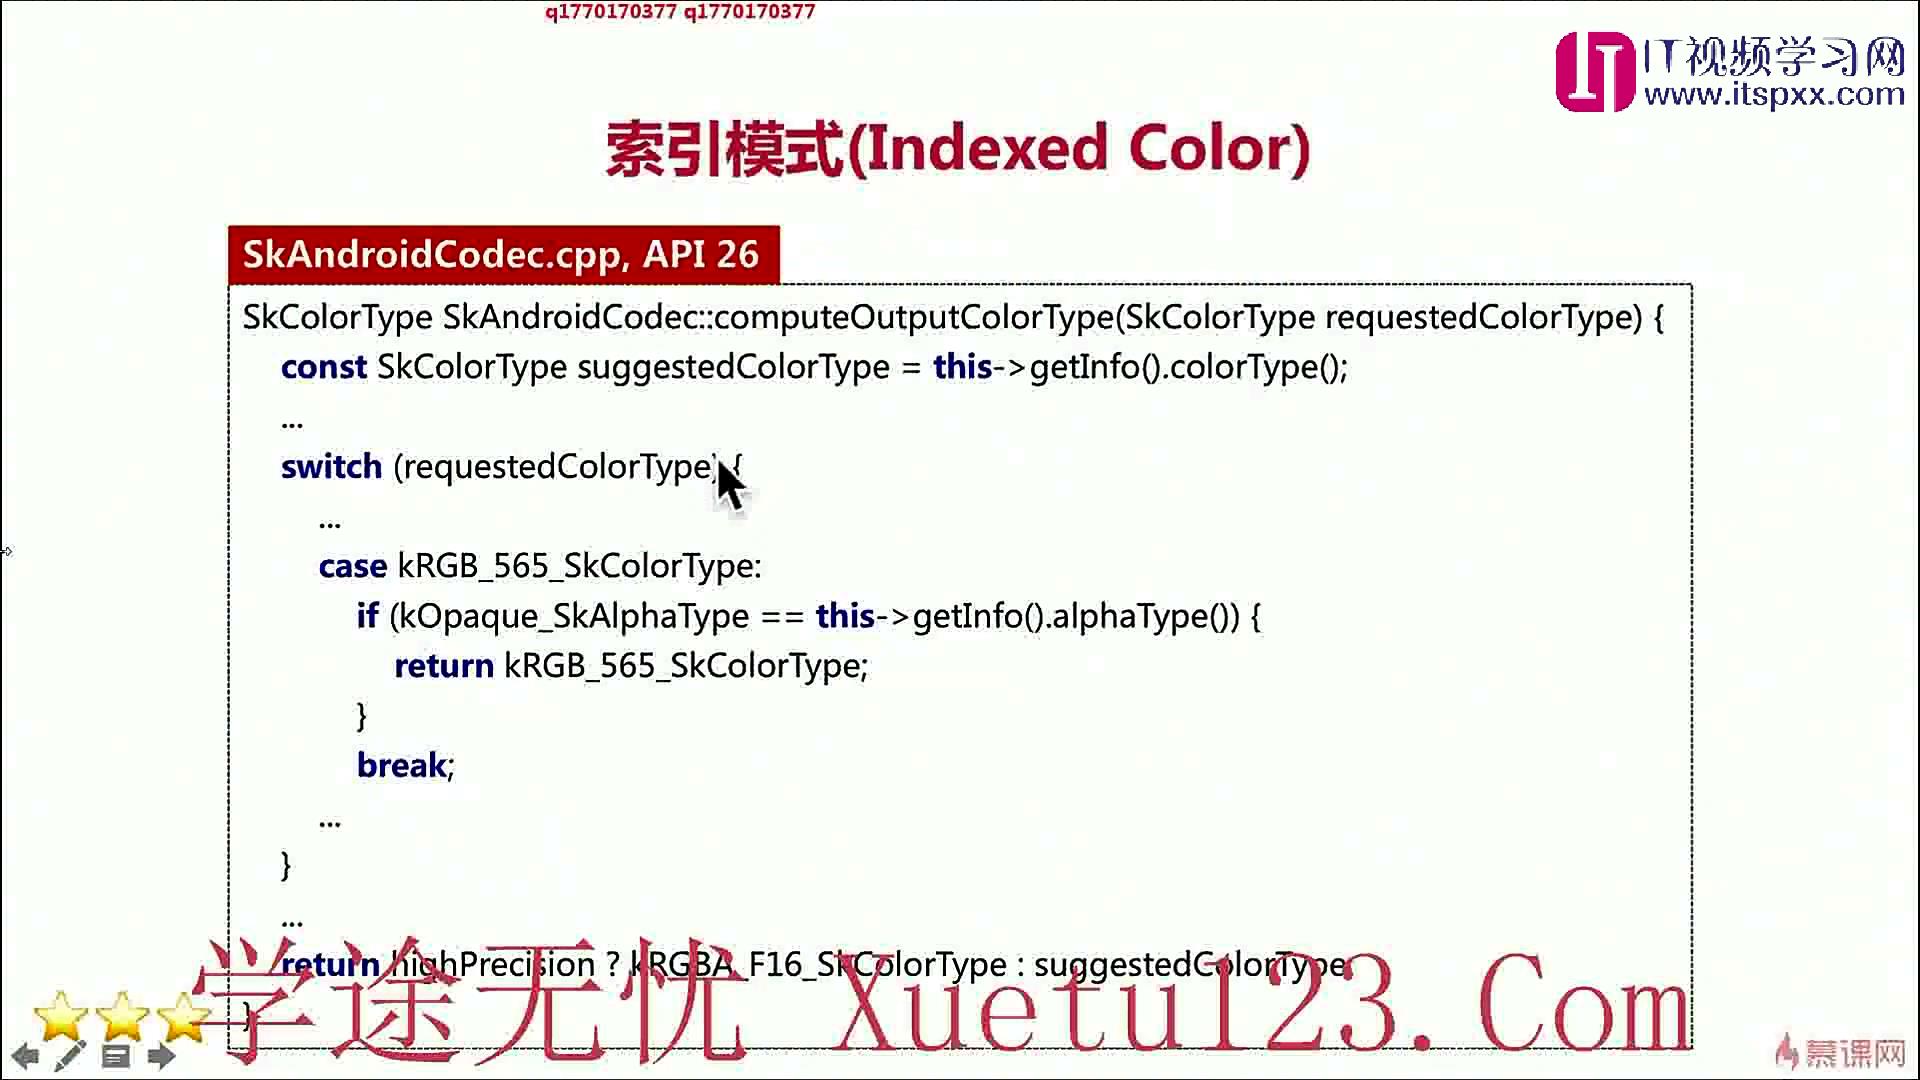 q1770170377 q1770170377
IT视频学习网
www.itspxx.com
索引模式(Indexed Color)
SkAndroidCodec.cpp, API 26
SkColorType SkAndroidCodec::computeOutputColorType(SkColorType requestedColorType) {
const SkColorType suggestedColorType = this->getInfo().colorType();
...
switch (requestedColorType) {
...
case kRGB_565_SkColorType:
if (kOpaque_SkAlphaType == this->getInfo().alphaType()) {
return kRGB_565_SkColorType;
}
break;
...
}
...
return highPrecision ? kRGBA_F16_SkColorType : suggestedColorType
}
学途无忧 Xuetu123.Com
慕课网